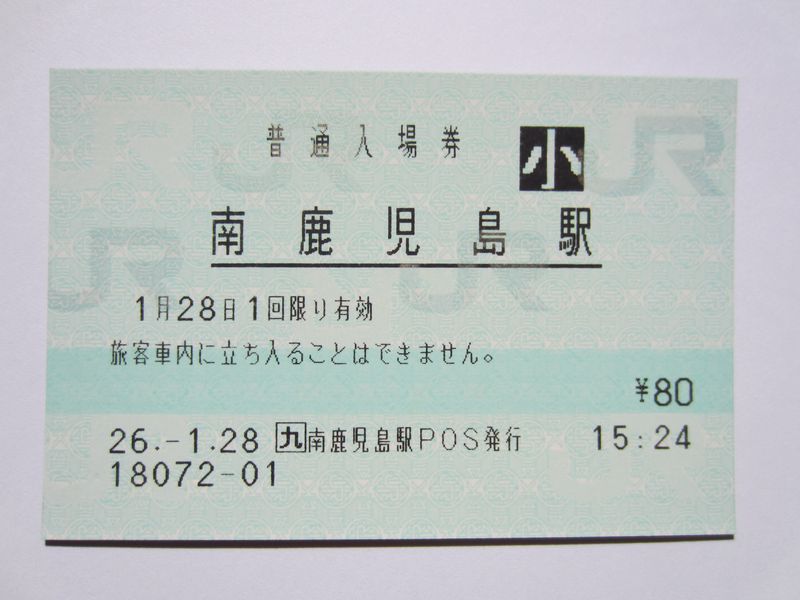 普通入場券 小
南鹿児島駅
1月28日1回限り有効
旅客車内に立ち入ることはできません。
¥80
26.-1.28 九南鹿児島駅POS発行 15:24
18072-01